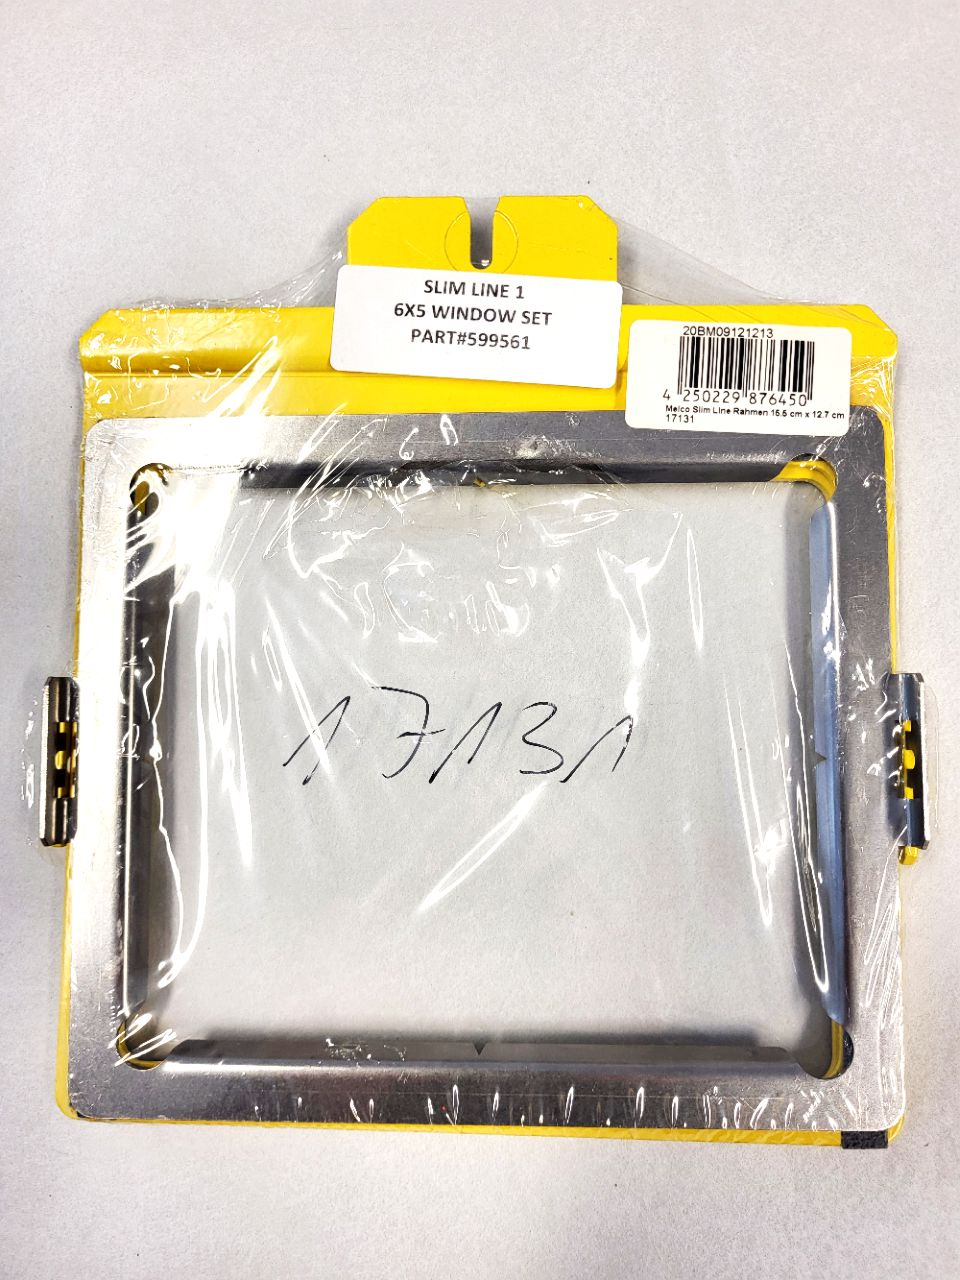 SLIM LINE 1
6X5 WINDOW SET
PART#599561
20BM09121213
4 250229 876450
Melco Slim Line Rahmen 15.5 cm x 12.7 cm
17131
17131